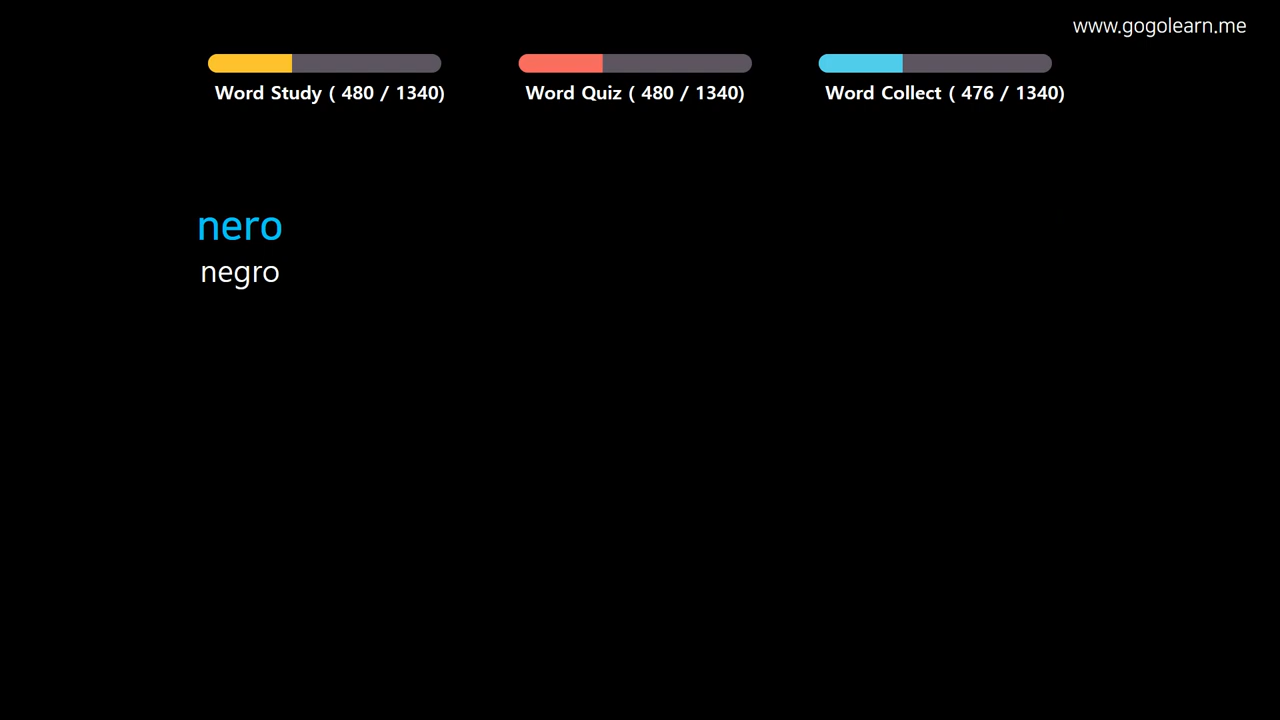 www.gogolearn.me
Word Study ( 480 / 1340)
Word Quiz ( 480 / 1340)
Word Collect ( 476 / 1340)
nero
negro